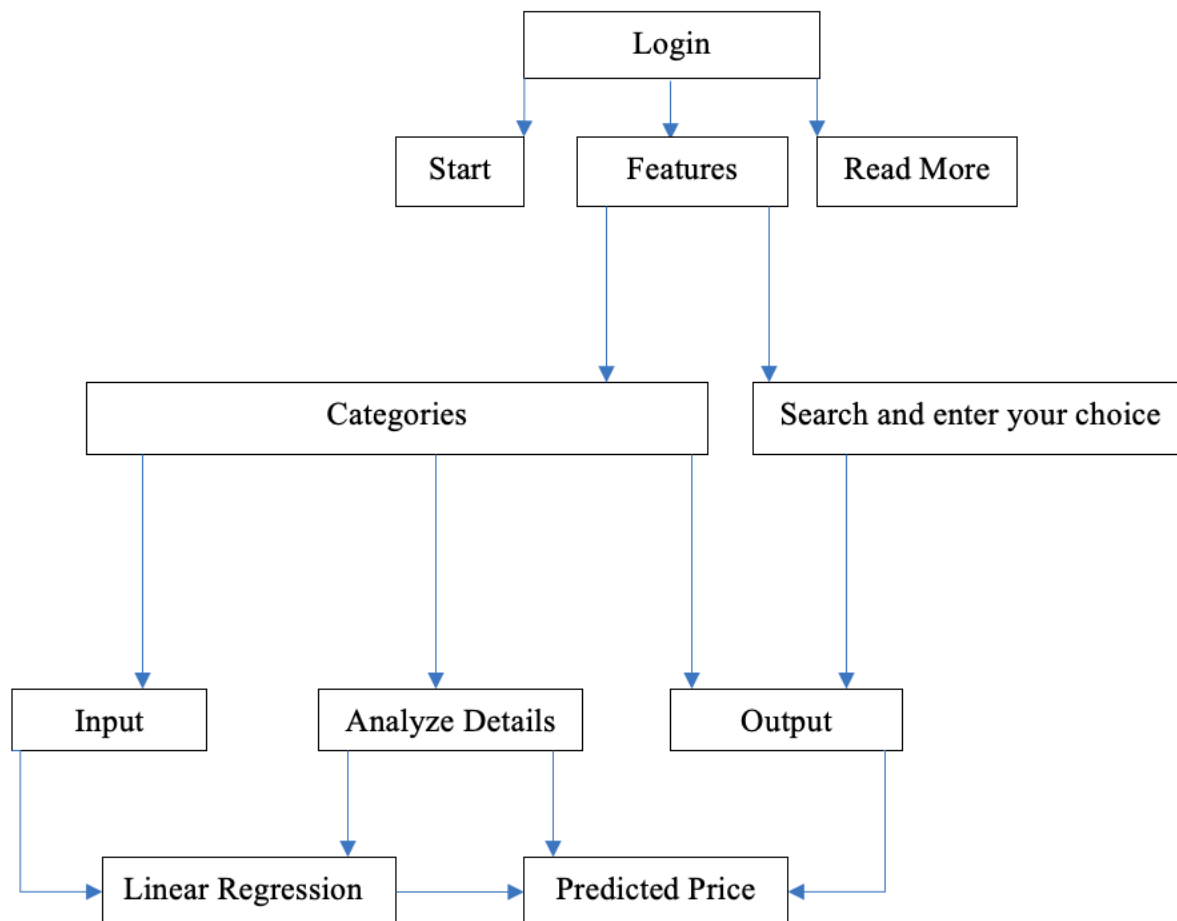 Login
Start
Features
Read More
Categories
Search and enter your choice
Input
Analyze Details
Output
Linear Regression
Predicted Price